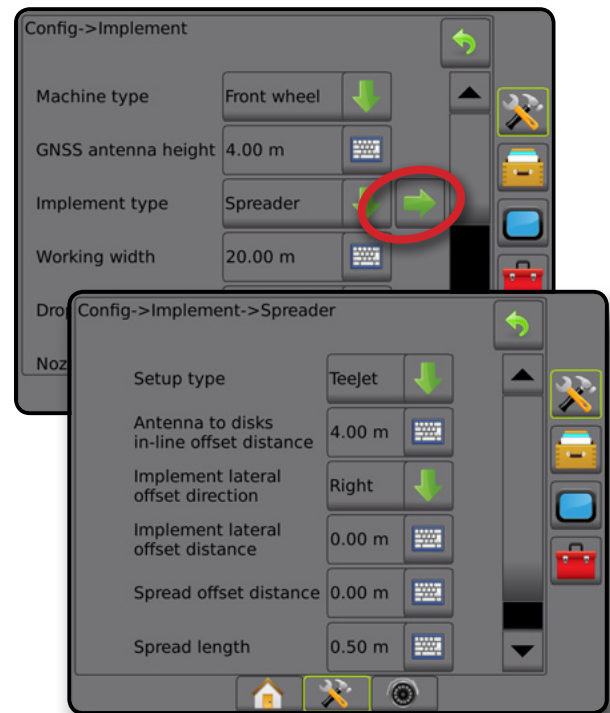 Config->Implement
Machine type Front wheel
GNSS antenna height 4.00 m
Implement type Spreader
Working width 20.00 m
Config->Implement->Spreader
Setup type TeeJet
Antenna to disks
in-line offset distance 4.00 m
Implement lateral
offset direction Right
Implement lateral
offset distance 0.00 m
Spread offset distance 0.00 m
Spread length 0.50 m